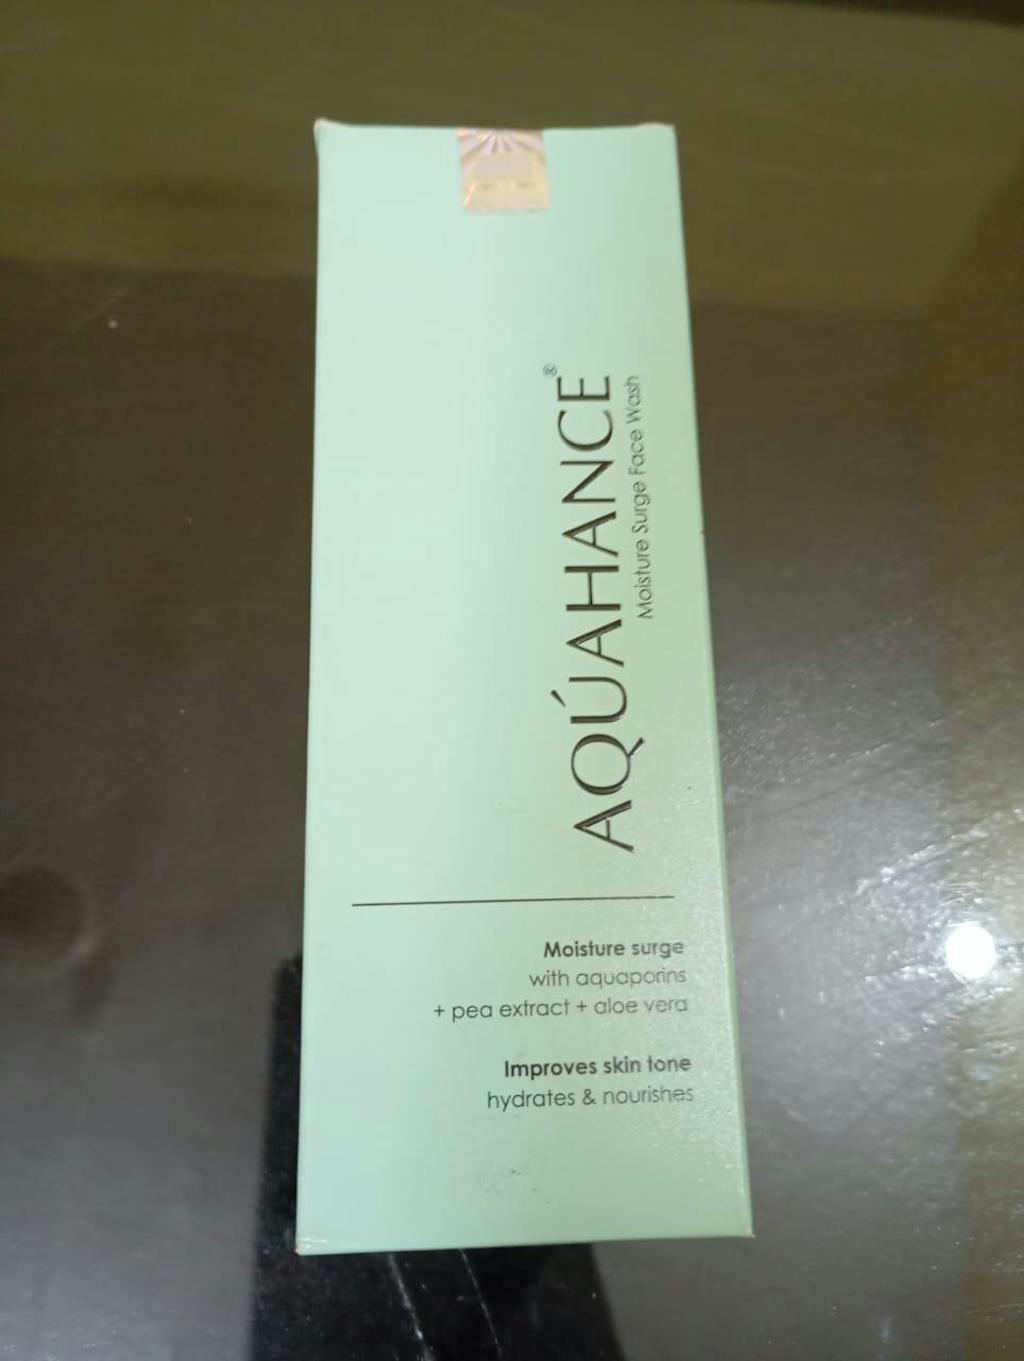 AQÚAHANCE®
Moisture Surge Face Wash
Moisture surge
with aquaporins
+ pea extract + aloe vera
Improves skin tone
hydrates & nourishes